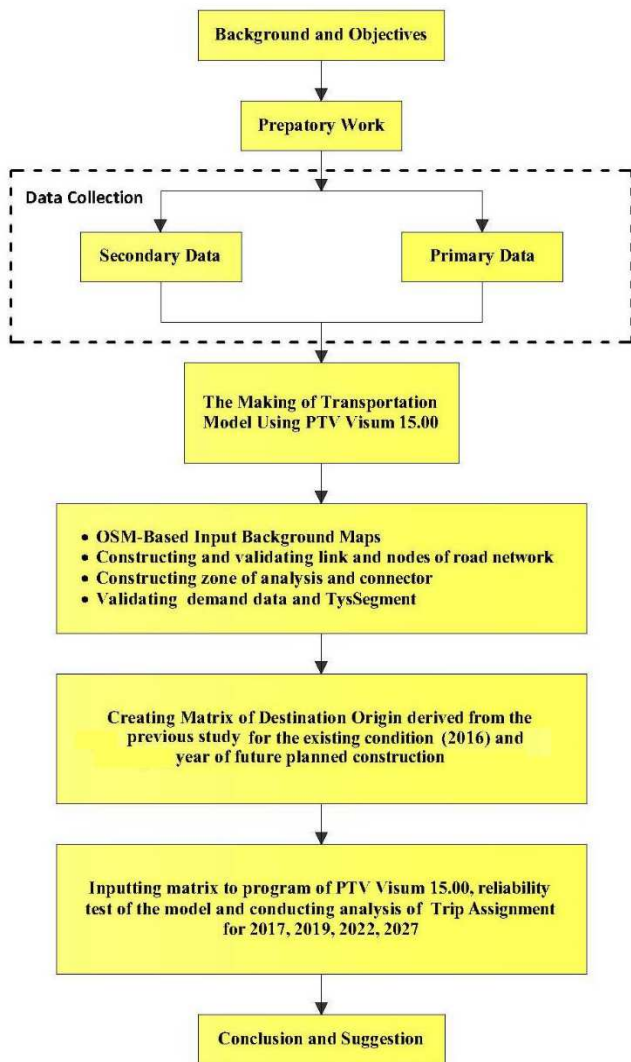 Background and Objectives
Prepatory Work
Data Collection
Secondary Data
Primary Data
The Making of Transportation
Model Using PTV Visum 15.00
• OSM-Based Input Background Maps
• Constructing and validating link and nodes of road network
• Constructing zone of analysis and connector
• Validating demand data and TysSegment
Creating Matrix of Destination Origin derived from the
previous study for the existing condition (2016) and
year of future planned construction
Inputting matrix to program of PTV Visum 15.00, reliability
test of the model and conducting analysis of Trip Assignment
for 2017, 2019, 2022, 2027
Conclusion and Suggestion